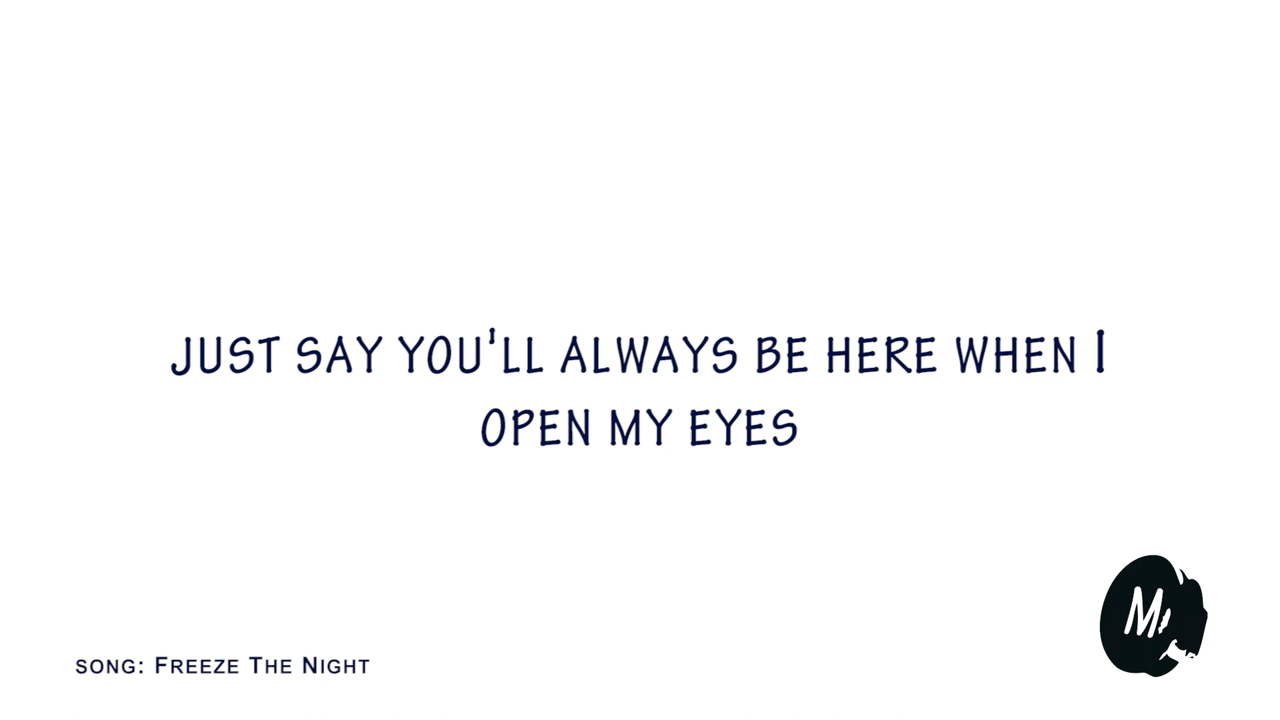 JUST SAY YOU'LL ALWAYS BE HERE WHEN I
OPEN MY EYES
M
SONG: FREEZE THE NIGHT